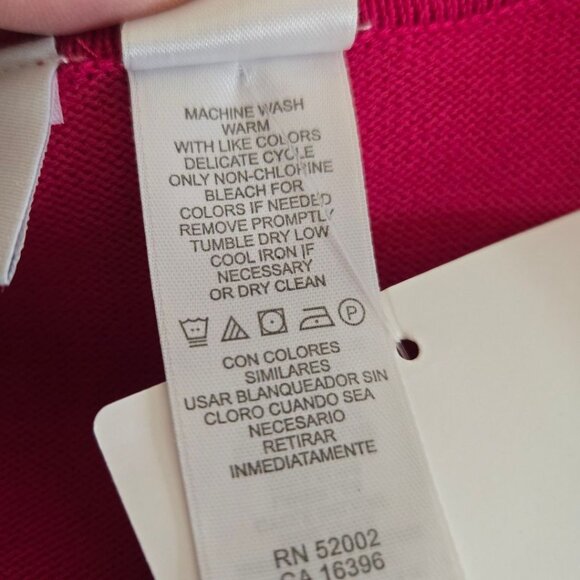 MACHINE WASH
WARM
WITH LIKE COLORS
DELICATE CYCLE
ONLY NON-CHLORINE
BLEACH FOR
COLORS IF NEEDED
REMOVE PROMPTLY
TUMBLE DRY LOW
COOL IRON IF
NECESSARY
OR DRY CLEAN
P
CON COLORES
SIMILARES
USAR BLANQUEADOR SIN
CLORO CUANDO SEA
NECESARIO
RETIRAR
INMEDIATAMENTE
RN 52002
CA 16396